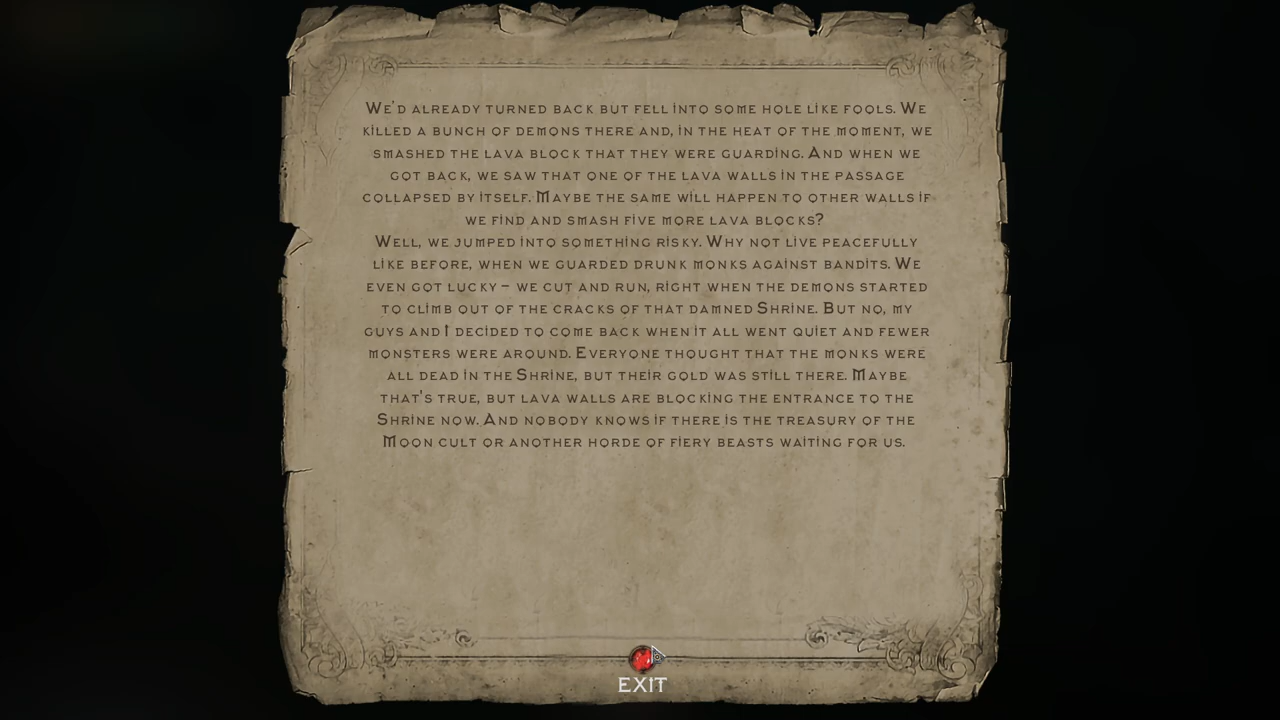 We'd already turned back but fell into some hole like fools. We
killed a bunch of demons there and, in the heat of the moment, we
smashed the lava block that they were guarding. And when we
got back, we saw that one of the lava walls in the passage
collapsed by itself. Maybe the same will happen to other walls if
we find and smash five more lava blocks?
Well, we jumped into something risky. Why not live peacefully
like before, when we guarded drunk monks against bandits. We
even got lucky – we cut and run, right when the demons started
to climb out of the cracks of that damned Shrine. But no, my
guys and I decided to come back when it all went quiet and fewer
monsters were around. Everyone thought that the monks were
all dead in the Shrine, but their gold was still there. Maybe
that's true, but lava walls are blocking the entrance to the
Shrine now. And nobody knows if there is the treasury of the
Moon cult or another horde of fiery beasts waiting for us.
EXIT